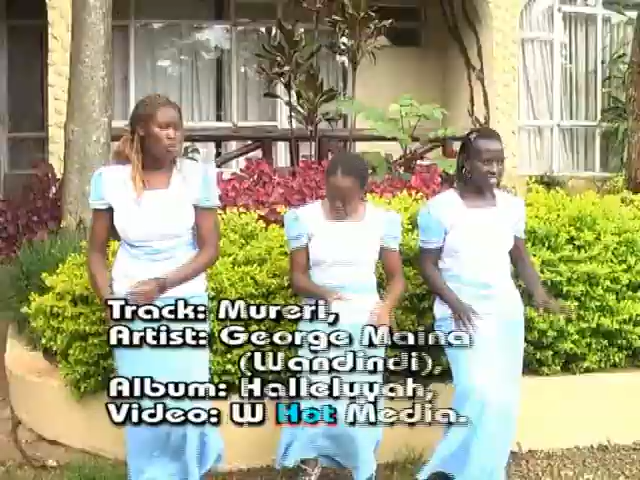 Track: Mureri,
Artist: George Maina
(Wandindi),
Album: Halleluyah,
Video: W Hot Media.